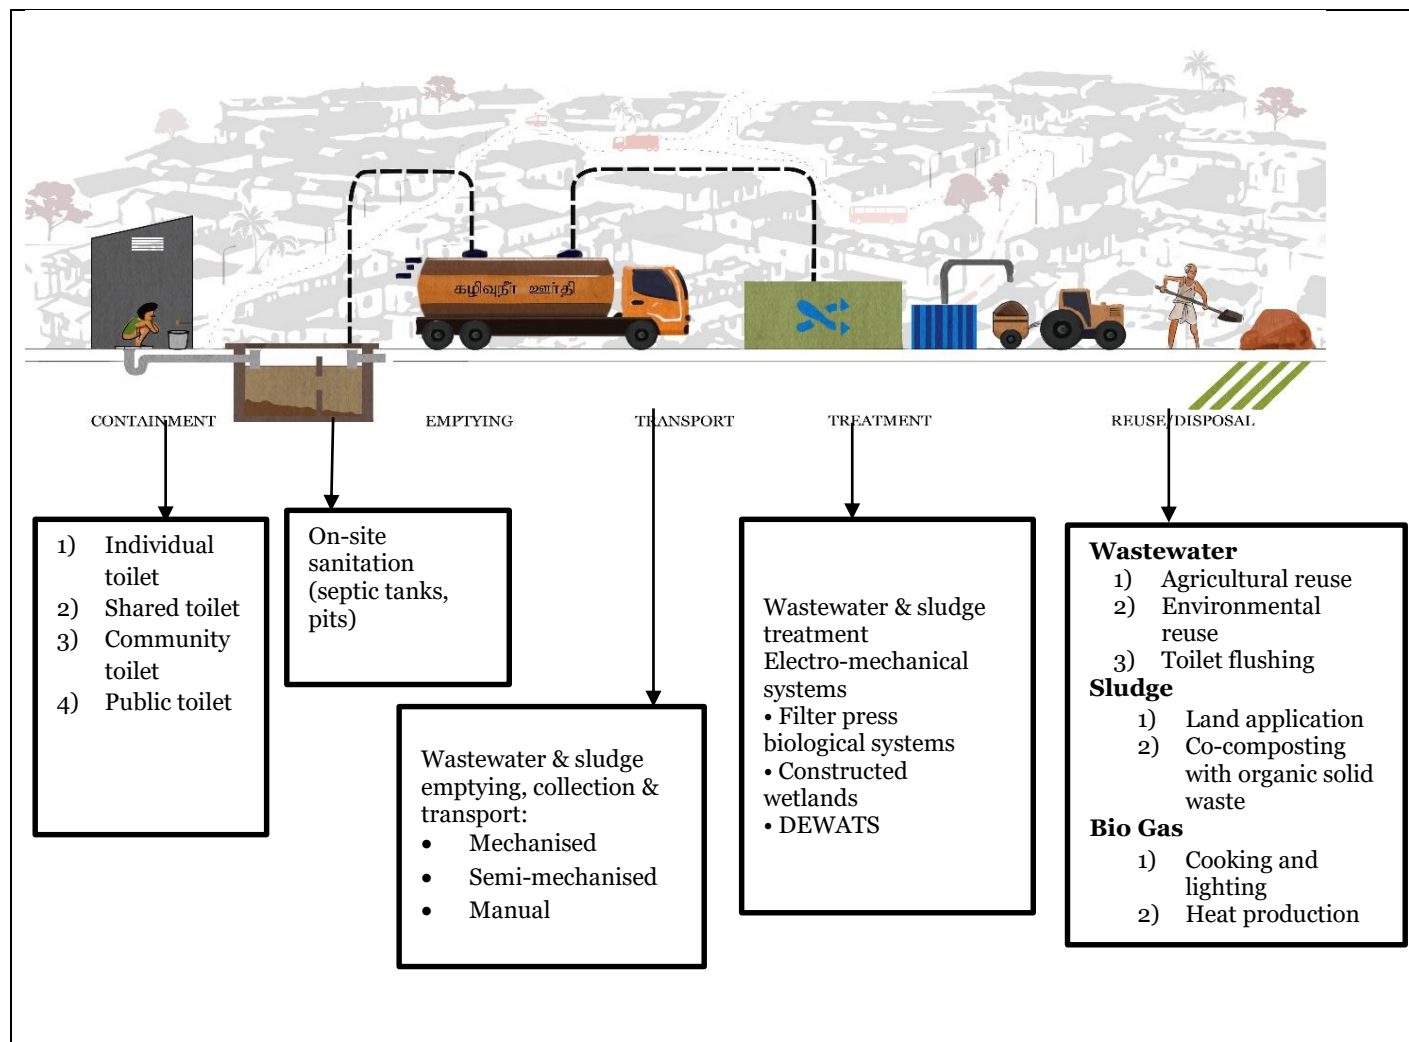 கழிவுநீர் ஊர்தி
CONTAINMENT
EMPTYING
TRANSPORT
TREATMENT
REUSE/DISPOSAL
1) Individual
toilet
2) Shared toilet
3) Community
toilet
4) Public toilet
On-site
sanitation
(septic tanks,
pits)
Wastewater & sludge
emptying, collection &
transport:
• Mechanised
• Semi-mechanised
• Manual
Wastewater & sludge
treatment
Electro-mechanical
systems
• Filter press
biological systems
• Constructed
wetlands
• DEWATS
Wastewater
1) Agricultural reuse
2) Environmental
reuse
3) Toilet flushing
Sludge
1) Land application
2) Co-composting
with organic solid
waste
Bio Gas
1) Cooking and
lighting
2) Heat production